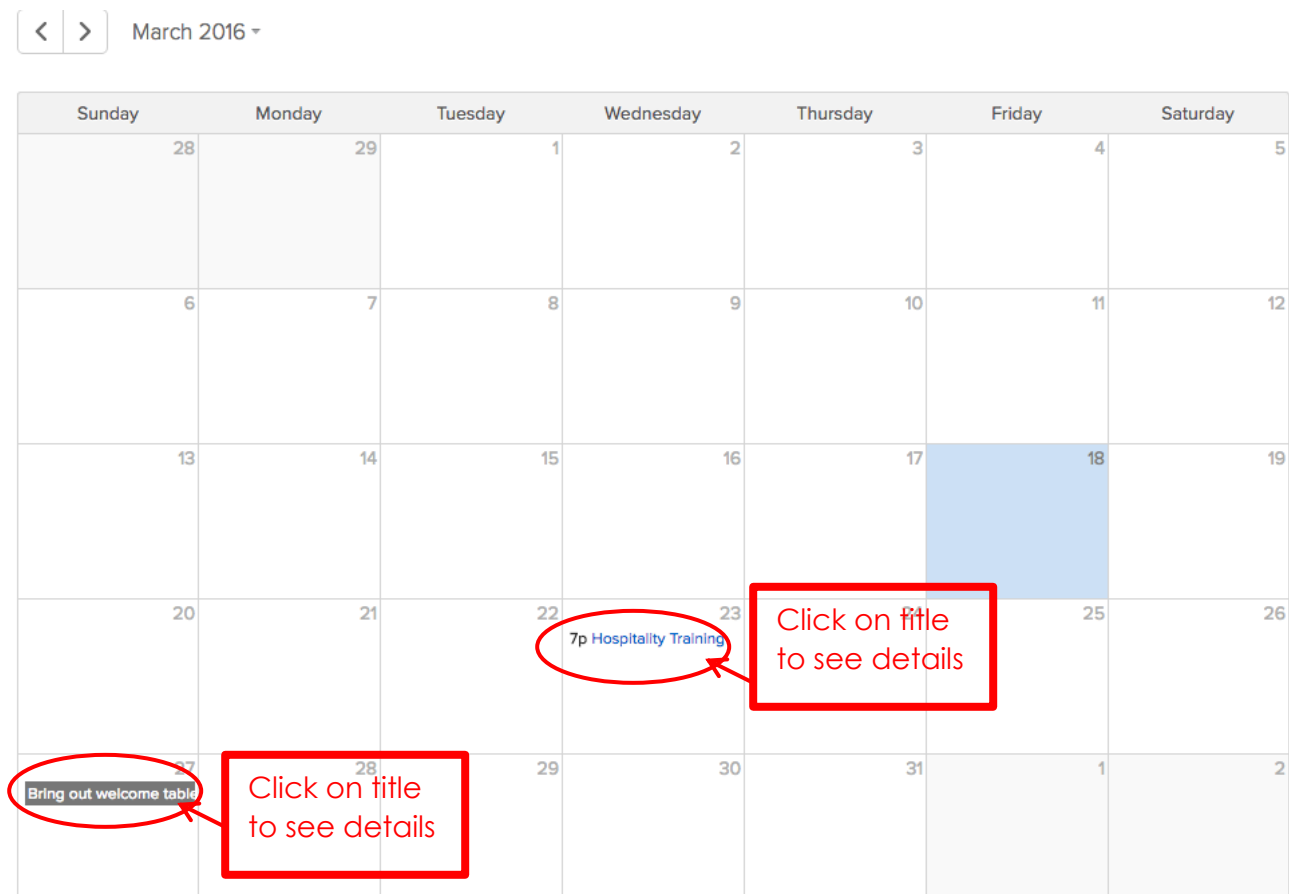 March 2016
Sunday Monday Tuesday Wednesday Thursday Friday Saturday
28 29 1 2 3 4 5
6 7 8 9 10 11 12
13 14 15 16 17 18 19
20 21 22 23 24 25 26
7p Hospitality Training
Click on title
to see details
27 28 29 30 31 1 2
Bring out welcome table
Click on title
to see details